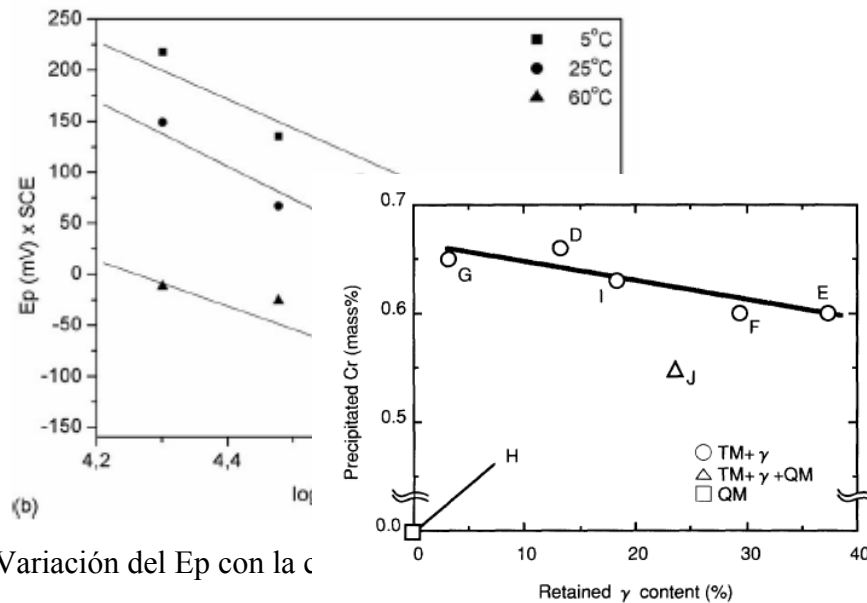 250
200
150
100
50
0
-50
-100
-150
Ep (mV) x SCE
5°C
25°C
60°C
4,2
4,4
(b)
log
Variación del Ep con la
0.7
0.6
0.5
0.0
Precipitated Cr (mass%)
D
G
I
E
F
J
H
TM+ γ
TM+ γ +QM
QM
0
10
20
30
40
Retained γ content (%)